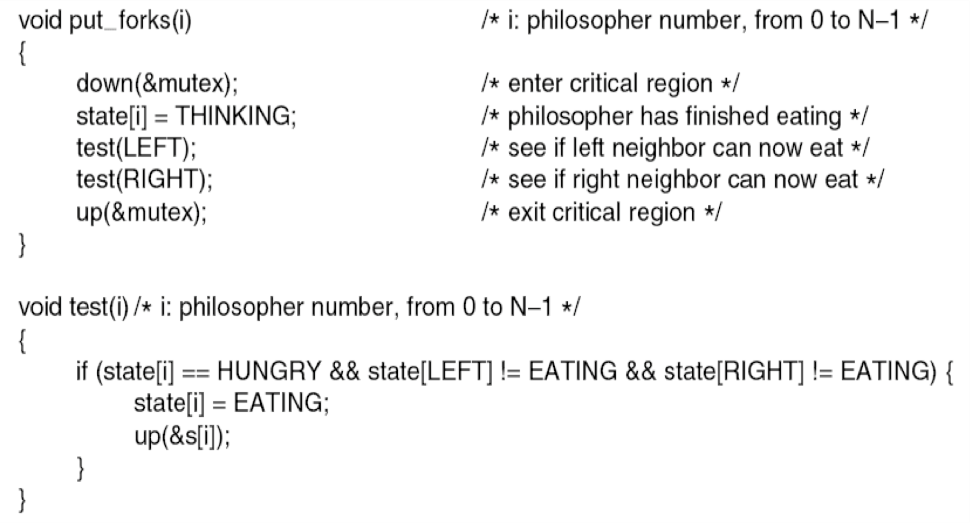 void put_forks(i) /* i: philosopher number, from 0 to N–1 */
{
down(&mutex); /* enter critical region */
state[i] = THINKING; /* philosopher has finished eating */
test(LEFT); /* see if left neighbor can now eat */
test(RIGHT); /* see if right neighbor can now eat */
up(&mutex); /* exit critical region */
}
void test(i) /* i: philosopher number, from 0 to N–1 */
{
if (state[i] == HUNGRY && state[LEFT] != EATING && state[RIGHT] != EATING) {
state[i] = EATING;
up(&s[i]);
}
}